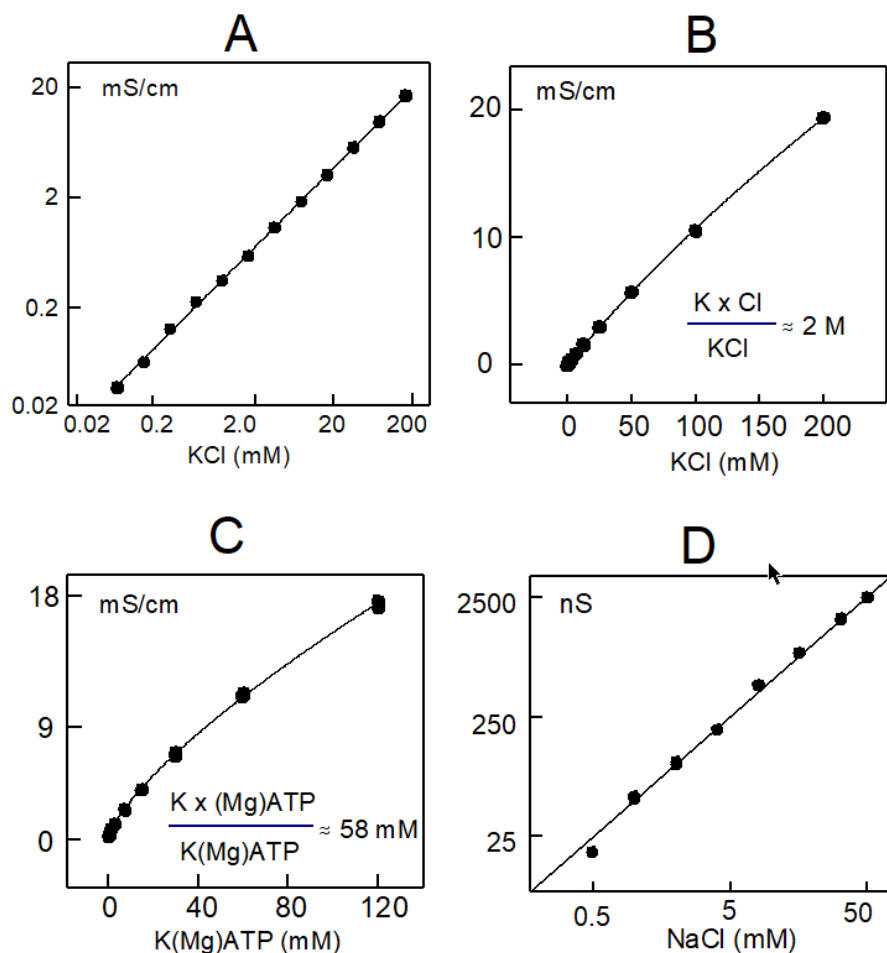 A
mS/cm
20
2
0.2
0.02
0.02 0.2 2.0 20 200
KCl (mM)
B
mS/cm
20
10
0
K x Cl
KCl
≈ 2 M
0 50 100 150 200
KCl (mM)
C
mS/cm
18
9
0
K x (Mg)ATP
K(Mg)ATP
≈ 58 mM
0 40 80 120
K(Mg)ATP (mM)
D
nS
2500
250
25
0.5 5 50
NaCl (mM)